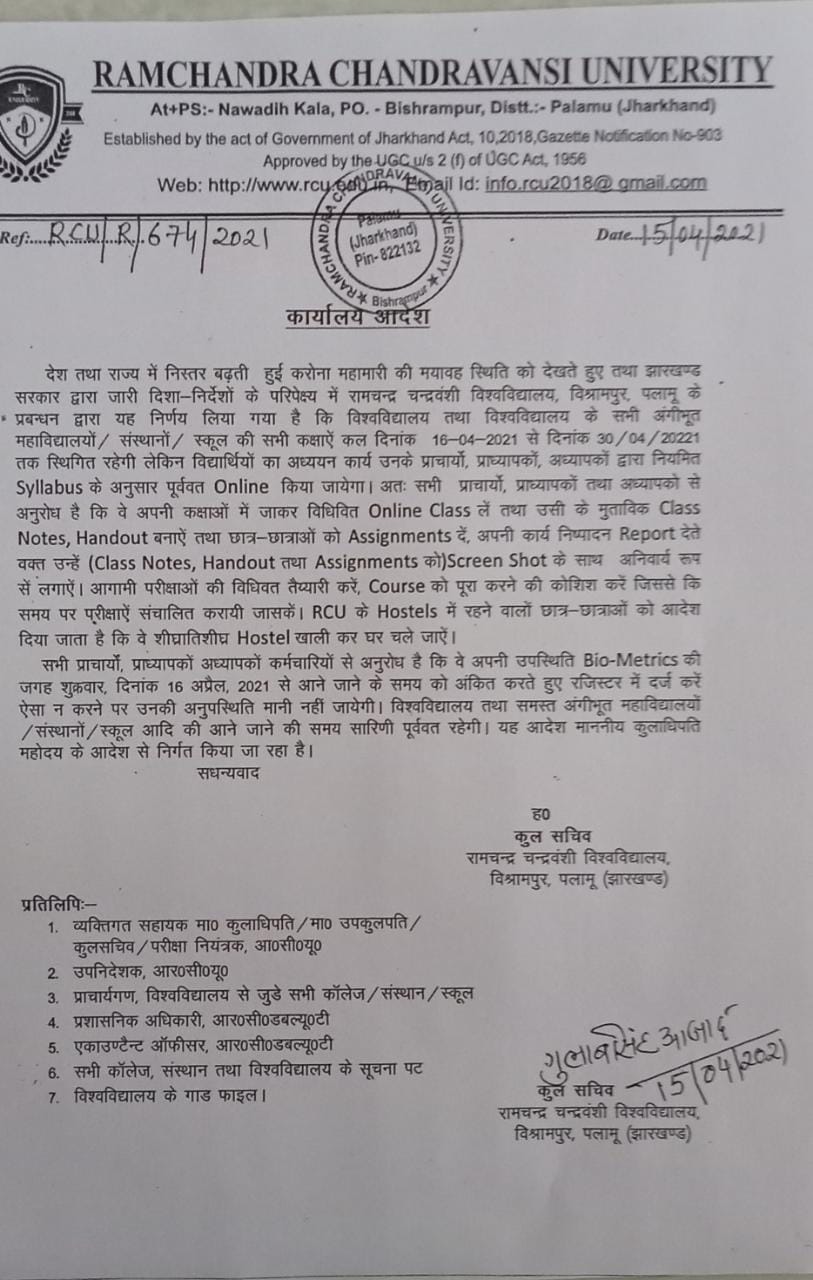 RAMCHANDRA CHANDRAVANSI UNIVERSITY
At+PS:- Nawadih Kala, PO. - Bishrampur, Distt.:- Palamu (Jharkhand)
Established by the act of Government of Jharkhand Act, 10,2018,Gazette Notification No-903
Approved by the UGC u/s 2 (f) of UGC Act, 1956
Web: http://www.rcu.edu.in, Email Id: info.rcu2018@ gmail.com
UNIVERSITY
RAMCHANDRA CHANDRAVA UNIVERSITY
Palamu
(Jharkhand)
Pin- 822132
★ Bishrampur ★
Ref:....RCU/R/674/2021
Date...15/04/2021
कार्यालय आदेश
देश तथा राज्य में निस्तर बढ़ती हुई करोना महामारी की मयावह स्थिति को देखते हुए तथा झारखण्ड
सरकार द्वारा जारी दिशा–निर्देशों के परिपेक्ष्य में रामचन्द्र चन्द्रवंशी विश्वविद्यालय, विश्रामपुर, पलामू के
प्रबन्धन द्वारा यह निर्णय लिया गया है कि विश्वविद्यालय तथा विश्वविद्यालय के सभी अंगीभूत
महाविद्यालयों/ संस्थानों/ स्कूल की सभी कक्षाऐं कल दिनांक 16–04–2021 से दिनांक 30/04/20221
तक स्थिगित रहेगी लेकिन विद्यार्थियों का अध्ययन कार्य उनके प्राचार्यो, प्राध्यापकों, अध्यापकों द्वारा नियमित
Syllabus के अनुसार पूर्ववत Online किया जायेगा। अतः सभी प्राचार्यो, प्राध्यापकों तथा अध्यापको से
अनुरोध है कि वे अपनी कक्षाओं में जाकर विधिवित Online Class लें तथा उसी के मुताविक Class
Notes, Handout बनाऐं तथा छात्र–छात्राओं को Assignments दें, अपनी कार्य निष्पादन Report देते
वक्त उन्हें (Class Notes, Handout तथा Assignments को)Screen Shot के साथ अनिवार्य रूप
सें लगाऐं। आगामी परीक्षाओं की विधिवत तैय्यारी करें, Course को पूरा करने की कोशिश करें जिससे कि
समय पर परीक्षाऐं संचालित करायी जासकें। RCU के Hostels में रहने वालों छात्र–छात्राओं को आदेश
दिया जाता है कि वे शीघ्रातिशीघ्र Hostel खाली कर घर चले जाऐं।
सभी प्राचार्यो, प्राध्यापकों अध्यापकों कर्मचारियों से अनुरोध है कि वे अपनी उपस्थिति Bio-Metrics की
जगह शुक्रवार, दिनांक 16 अप्रैल, 2021 से आने जाने के समय को अंकित करते हुए रजिस्टर में दर्ज करें
ऐसा न करने पर उनकी अनुपस्थिति मानी नहीं जायेगी। विश्वविद्यालय तथा समस्त अंगीभूत महाविद्यालयों
/संस्थानों/स्कूल आदि की आने जाने की समय सारिणी पूर्ववत रहेगी। यह आदेश माननीय कुलाधिपति
महोदय के आदेश से निर्गत किया जा रहा है।
सधन्यवाद
ह0
कुल सचिव
रामचन्द्र चन्द्रवंशी विश्वविद्यालय,
विश्रामपुर, पलामू (झारखण्ड)
प्रतिलिपिः–
1. व्यक्तिगत सहायक मा0 कुलाधिपति/मा0 उपकुलपति/
कुलसचिव/परीक्षा नियंत्रक, आ0सी0यू0
2. उपनिदेशक, आर0सी0यू0
3. प्राचार्यगण, विश्वविद्यालय से जुडे सभी कॉलेज/संस्थान/स्कूल
4. प्रशासनिक अधिकारी, आर०सी०डबल्यू०टी
5. एकाउण्टैन्ट ऑफीसर, आर०सी०डबल्यू०टी
6. सभी कॉलेज, संस्थान तथा विश्वविद्यालय के सूचना पट
7. विश्वविद्यालय के गाड फाइल।
गुलाब सिंह आजाद
15/04/2021
कुल सचिव
रामचन्द्र चन्द्रवंशी विश्वविद्यालय,
विश्रामपुर, पलामू (झारखण्ड)